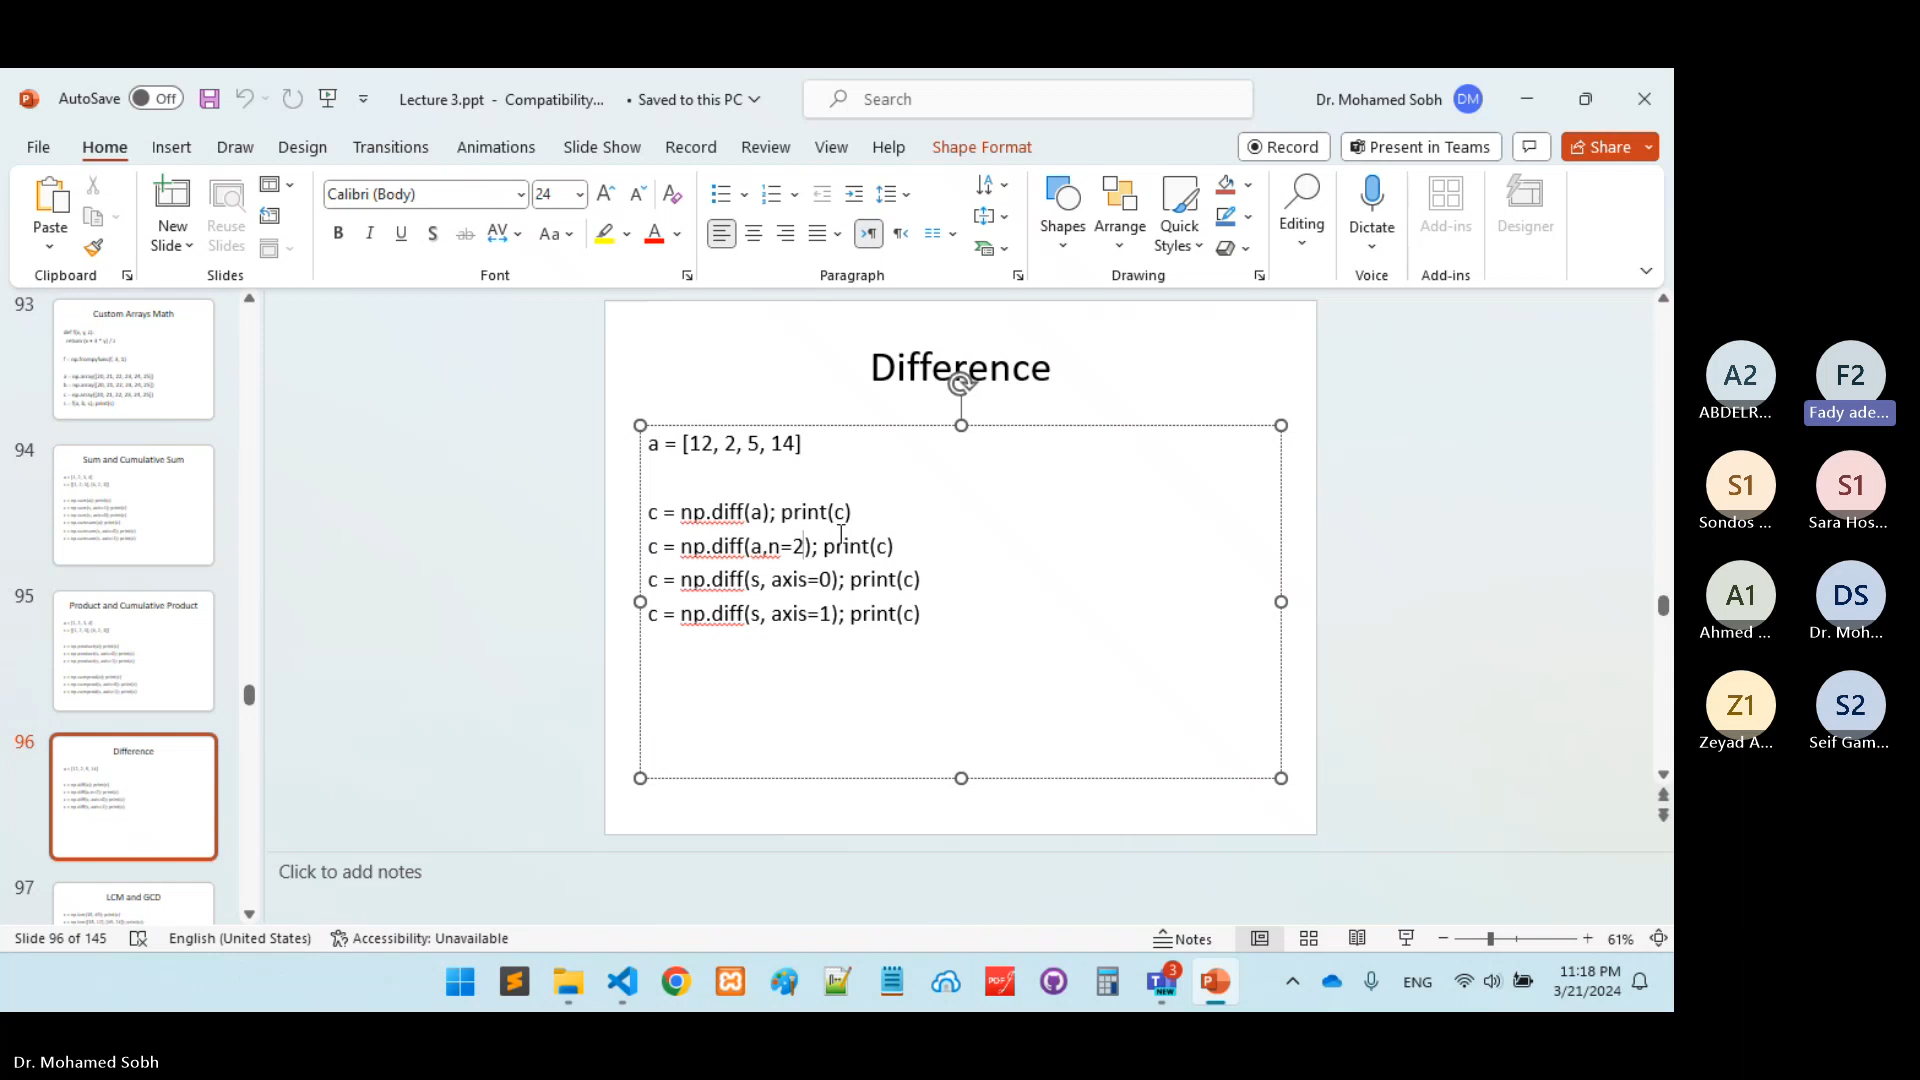 AutoSave Off Lecture 3.ppt - Compatibility... • Saved to this PC Search Dr. Mohamed Sobh DM
File Home Insert Draw Design Transitions Animations Slide Show Record Review View Help Shape Format Record Present in Teams Share
Paste
New Slide
Reuse Slides
Calibri (Body) 24
B I U S ab AV Aa A
Shapes
Arrange
Quick Styles
Editing
Dictate
Add-ins
Designer
Clipboard Slides Font Paragraph Drawing Voice Add-ins
93
Custom Arrays Math
94
Sum and Cumulative Sum
95
Product and Cumulative Product
96
Difference
97
LCM and GCD
Difference
a = [12, 2, 5, 14]
c = np.diff(a); print(c)
c = np.diff(a,n=2); print(c)
c = np.diff(s, axis=0); print(c)
c = np.diff(s, axis=1); print(c)
Click to add notes
Slide 96 of 145 English (United States) Accessibility: Unavailable Notes 61%
3 NEW ENG 11:18 PM
3/21/2024
A2 F2
ABDELR... Fady ade...
S1 S1
Sondos ... Sara Hos...
A1 DS
Ahmed ... Dr. Moh...
Z1 S2
Zeyad A... Seif Gam...
Dr. Mohamed Sobh